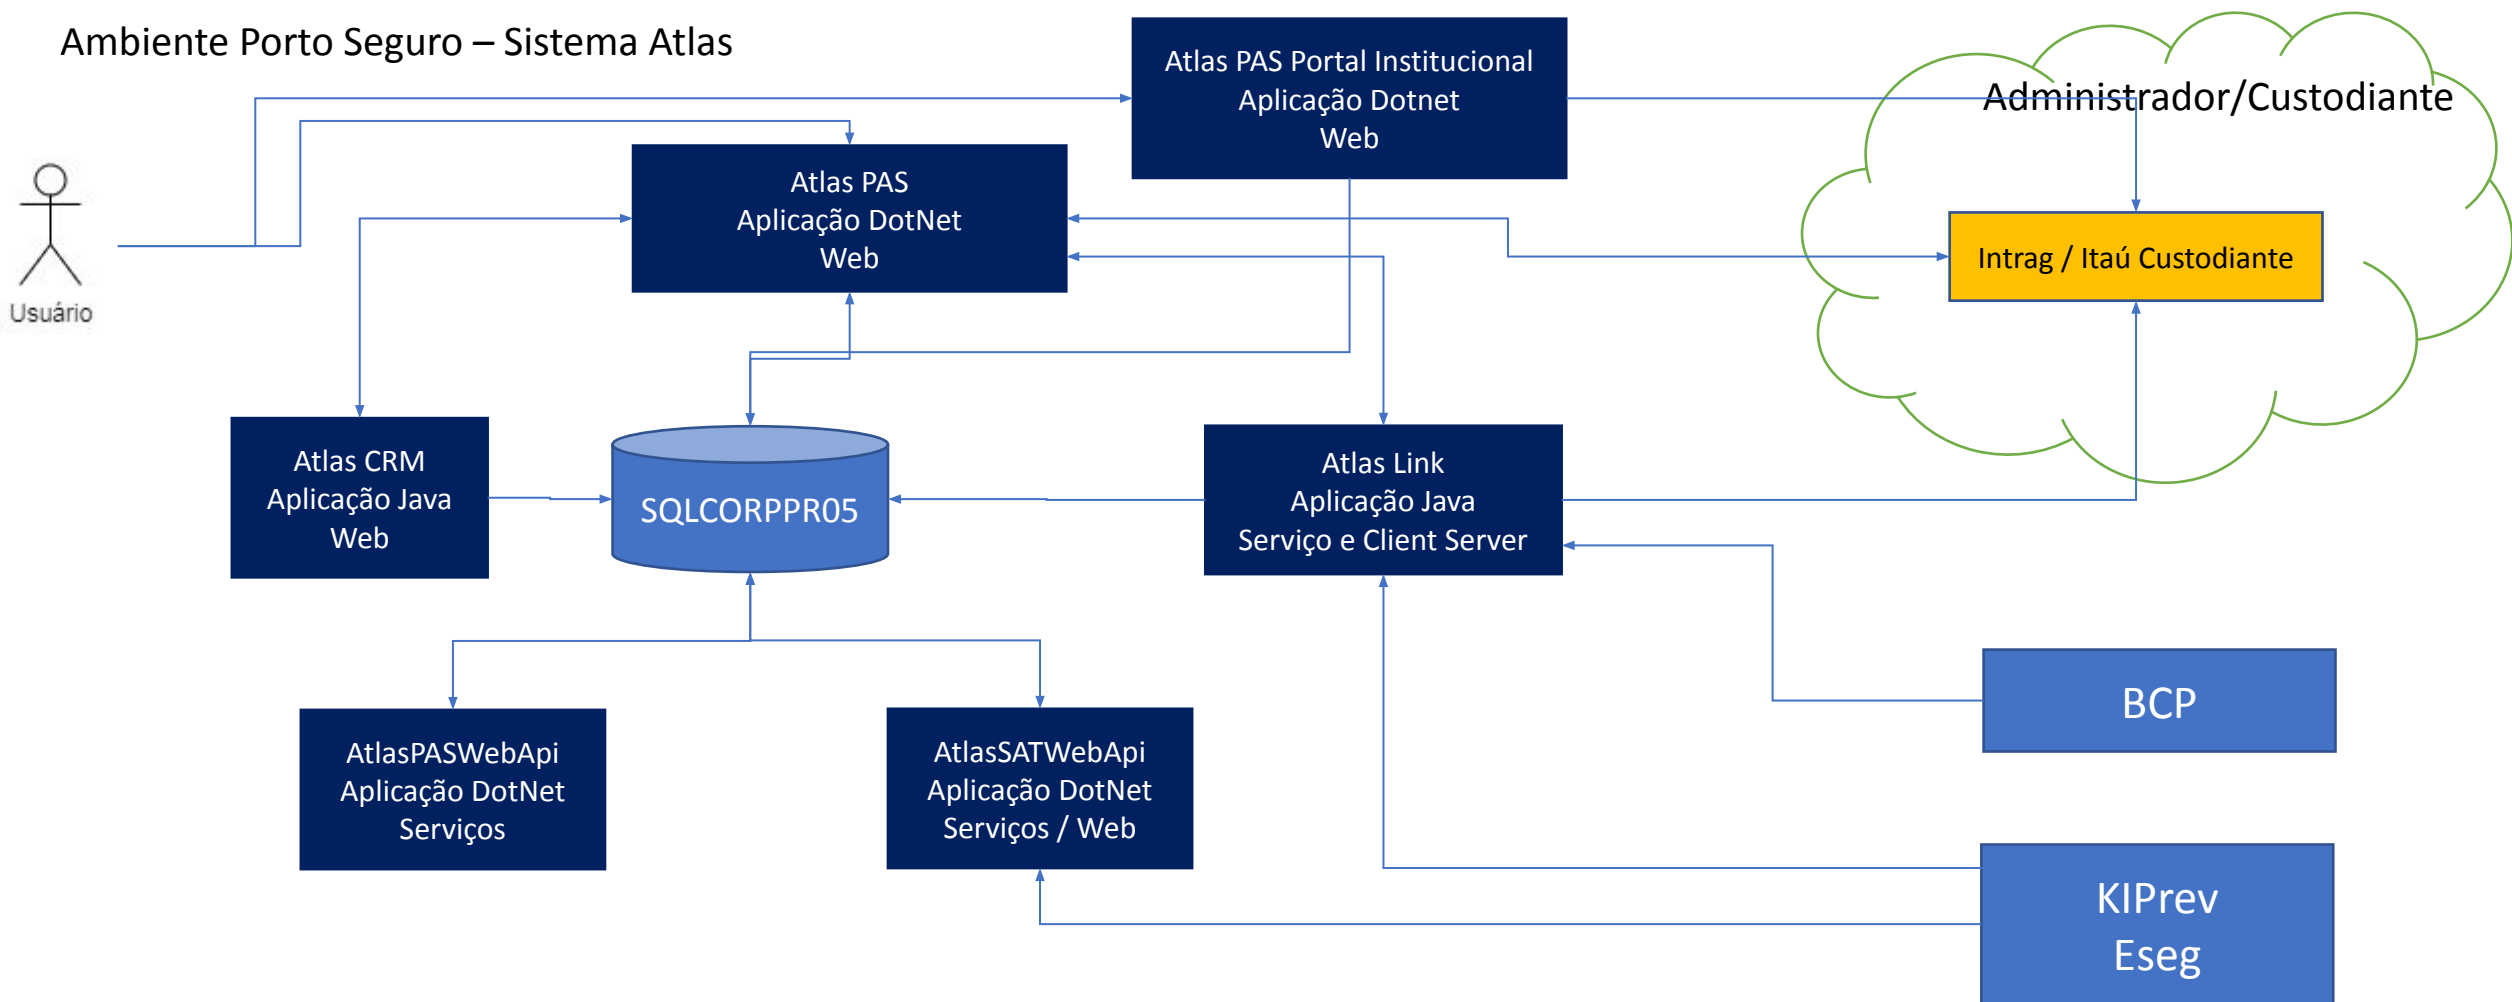 Ambiente Porto Seguro – Sistema Atlas
Atlas PAS Portal Institucional
Aplicação Dotnet
Web
Administrador/Custodiante
Atlas PAS
Aplicação DotNet
Web
Intrag / Itaú Custodiante
Usuário
Atlas CRM
Aplicação Java
Web
SQLCORPPR05
Atlas Link
Aplicação Java
Serviço e Client Server
BCP
AtlasPASWebApi
Aplicação DotNet
Serviços
AtlasSATWebApi
Aplicação DotNet
Serviços / Web
KIPrev
Eseg